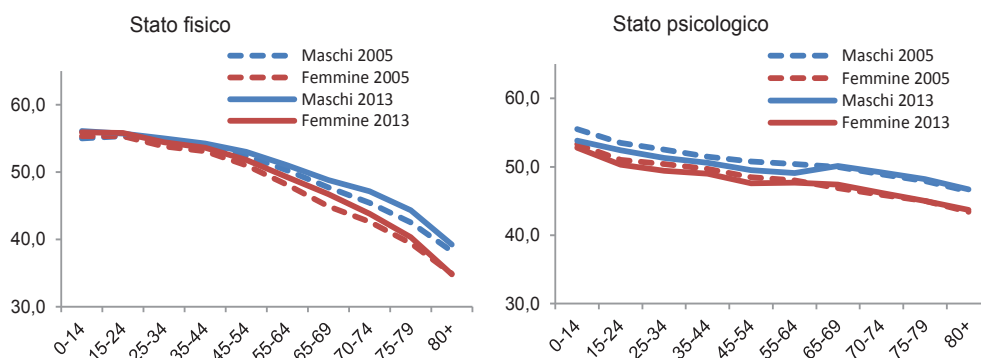 Stato fisico
Maschi 2005
Femmine 2005
Maschi 2013
Femmine 2013
60,0
50,0
40,0
30,0
0-14
15-24
25-34
35-44
45-54
55-64
65-69
70-74
75-79
80+
Stato psicologico
Maschi 2005
Femmine 2005
Maschi 2013
Femmine 2013
60,0
50,0
40,0
30,0
0-14
15-24
25-34
35-44
45-54
55-64
65-69
70-74
75-79
80+